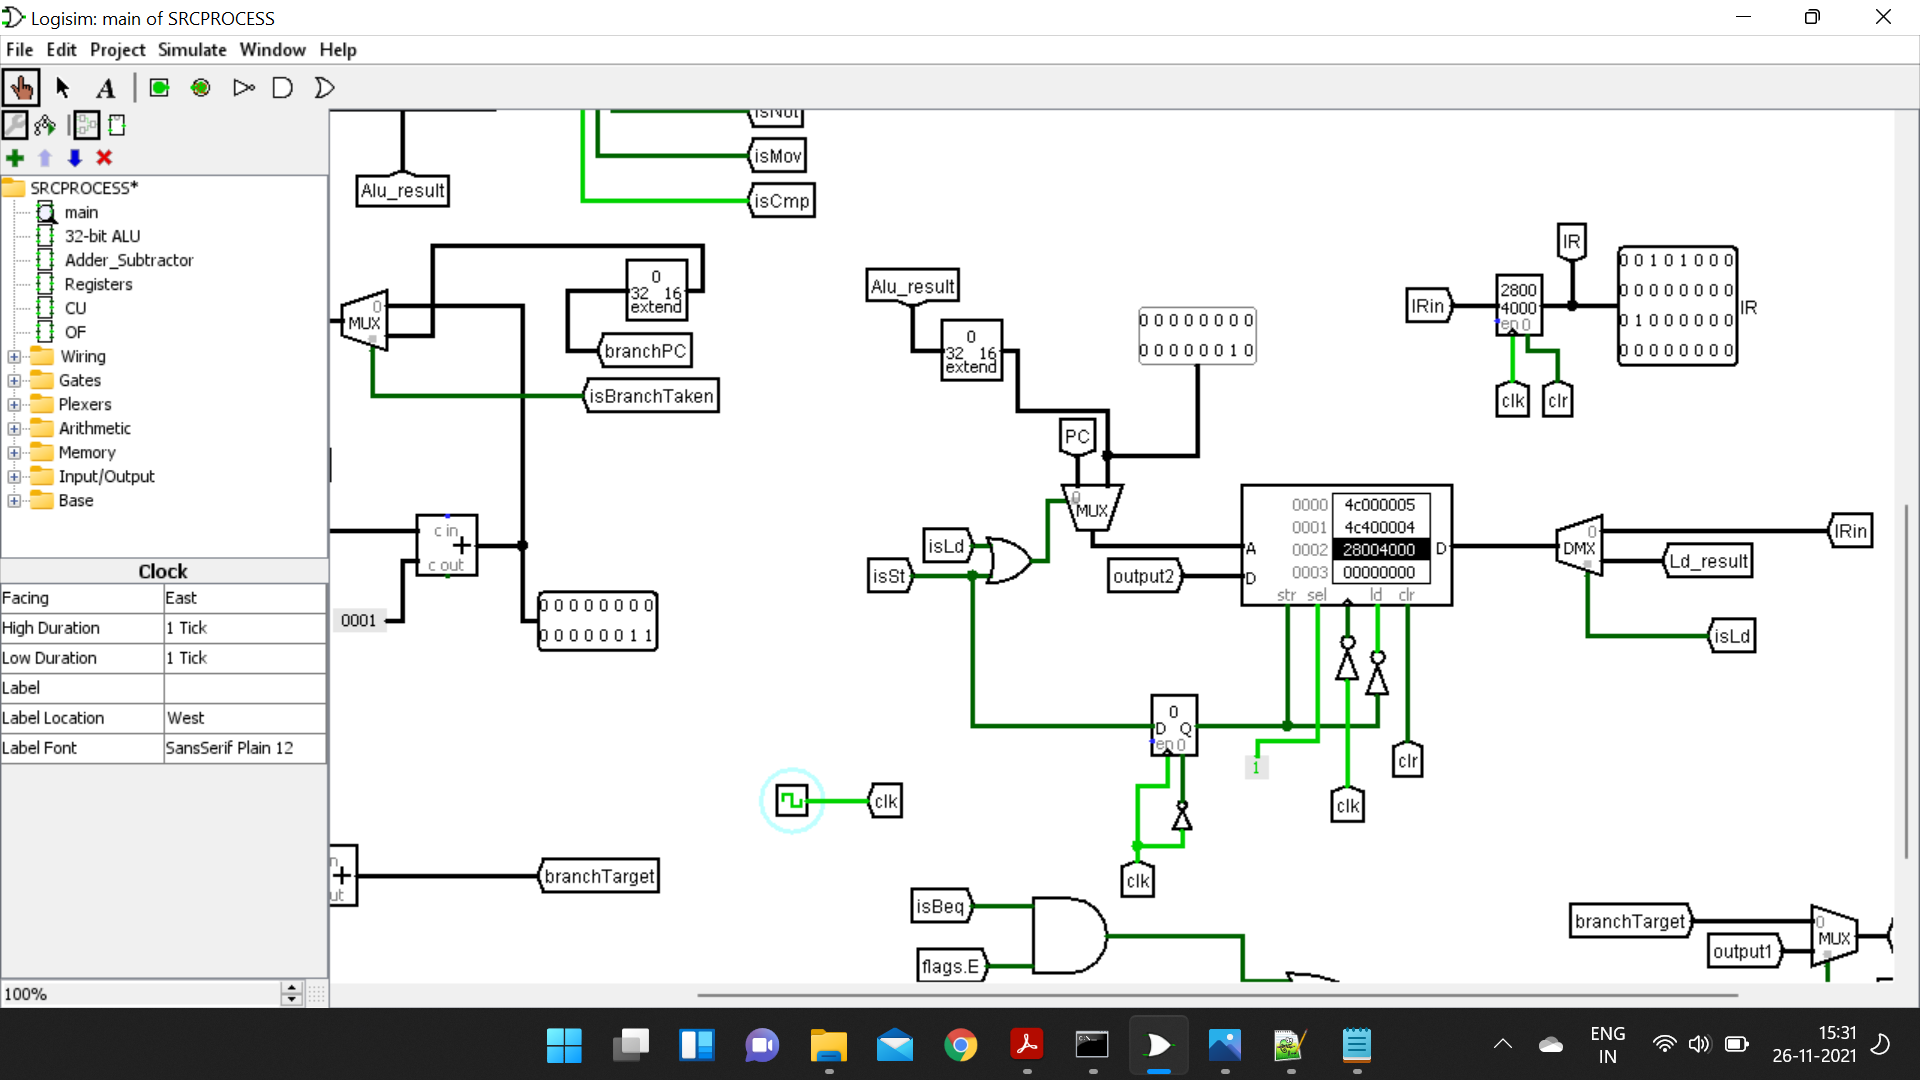 Logisim: main of SRCPROCESS
File Edit Project Simulate Window Help
A
SRCPROCESS*
main
32-bit ALU
Adder_Subtractor
Registers
CU
OF
Wiring
Gates
Plexers
Arithmetic
Memory
Input/Output
Base
Clock
Facing East
High Duration 1 Tick
Low Duration 1 Tick
Label
Label Location West
Label Font SansSerif Plain 12
100%
isNot
isMov
isCmp
Alu_result
0
MUX
0
32 16
extend
branchPC
isBranchTaken
c in
+
c out
0001
0 0 0 0 0 0 0 0
0 0 0 0 0 0 1 1
+
branchTarget
Alu_result
0
32 16
extend
0 0 0 0 0 0 0 0
0 0 0 0 0 0 1 0
PC
0
MUX
isLd
isSt
output2
A
D
0000 4c000005
0001 4c400004
0002 28004000
0003 00000000
D
str sel ld clr
0
D Q
en 0
1
clk
clr
clk
clk
isBeq
flags.E
IR
IRin
2800
4000
en 0
0 0 1 0 1 0 0 0
0 0 0 0 0 0 0 0
0 1 0 0 0 0 0 0
0 0 0 0 0 0 0 0
IR
clk
clr
0
DMX
IRin
Ld_result
isLd
branchTarget
output1
0
MUX
ENG
IN
15:31
26-11-2021